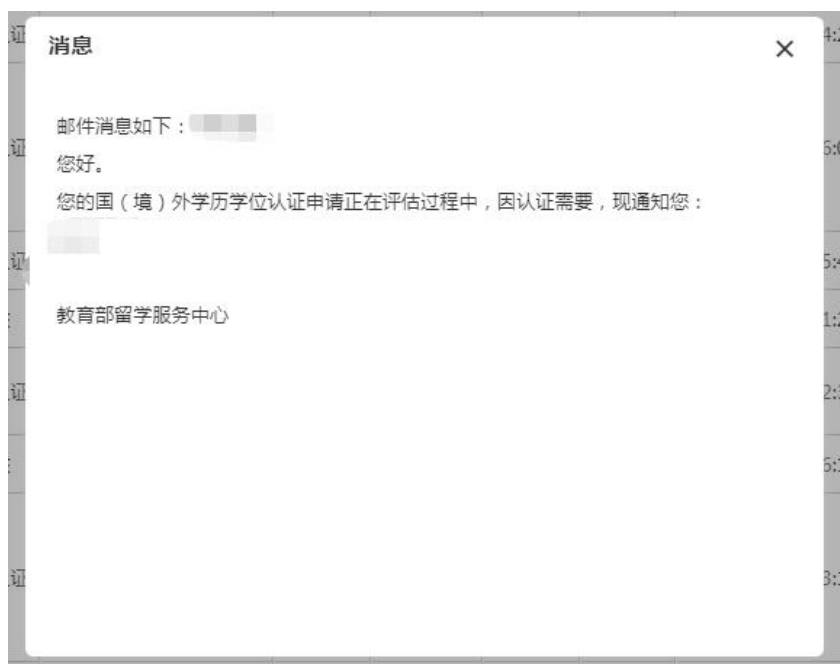 消息
邮件消息如下：
您好。
您的国（境）外学历学位认证申请正在评估过程中，因认证需要，现通知您：
教育部留学服务中心